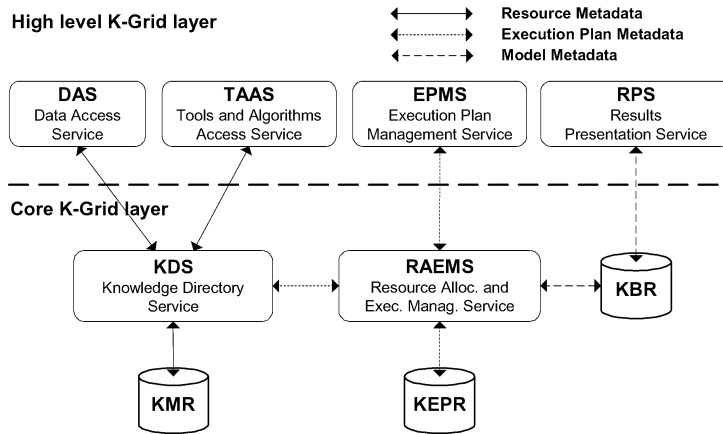 High level K-Grid layer
Resource Metadata
Execution Plan Metadata
Model Metadata
DAS
Data Access
Service
TAAS
Tools and Algorithms
Access Service
EPMS
Execution Plan
Management Service
RPS
Results
Presentation Service
Core K-Grid layer
KDS
Knowledge Directory
Service
RAEMS
Resource Alloc. and
Exec. Manag. Service
KBR
KMR
KEPR